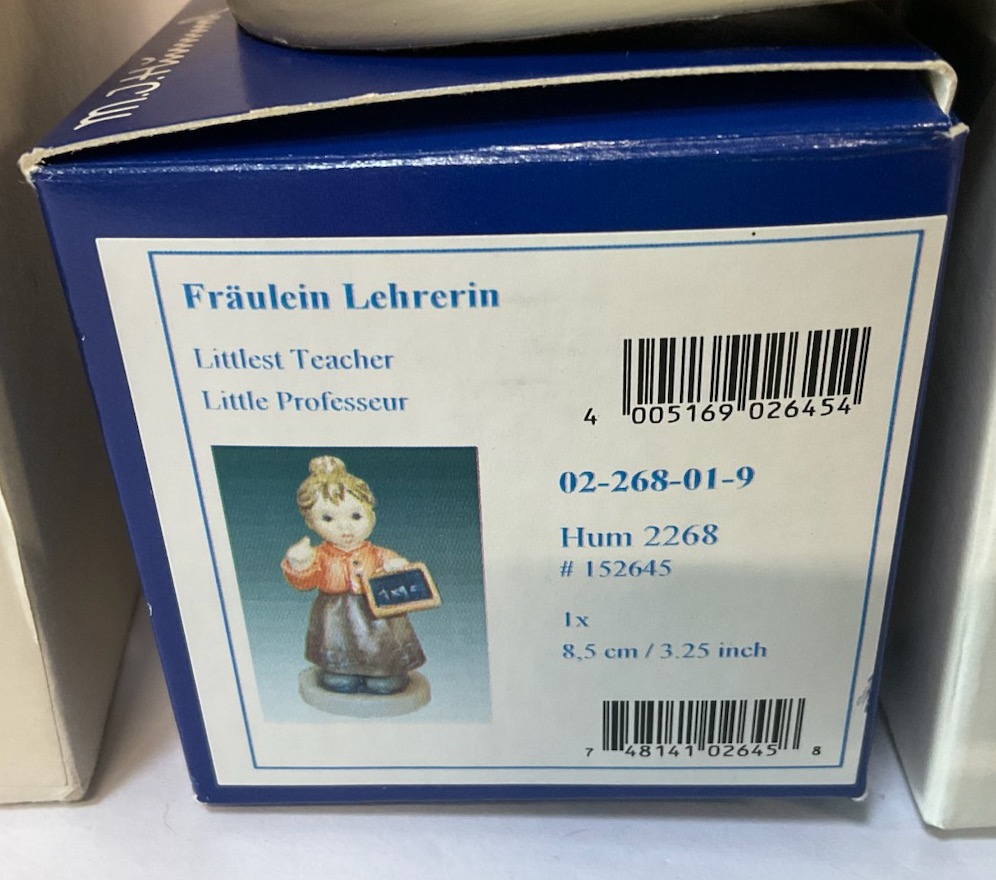 M.I. Hummel
Fräulein Lehrerin
Littlest Teacher
Little Professeur
4 005169 026454
02-268-01-9
Hum 2268
# 152645
1x
8,5 cm / 3.25 inch
7 48141 02645 8